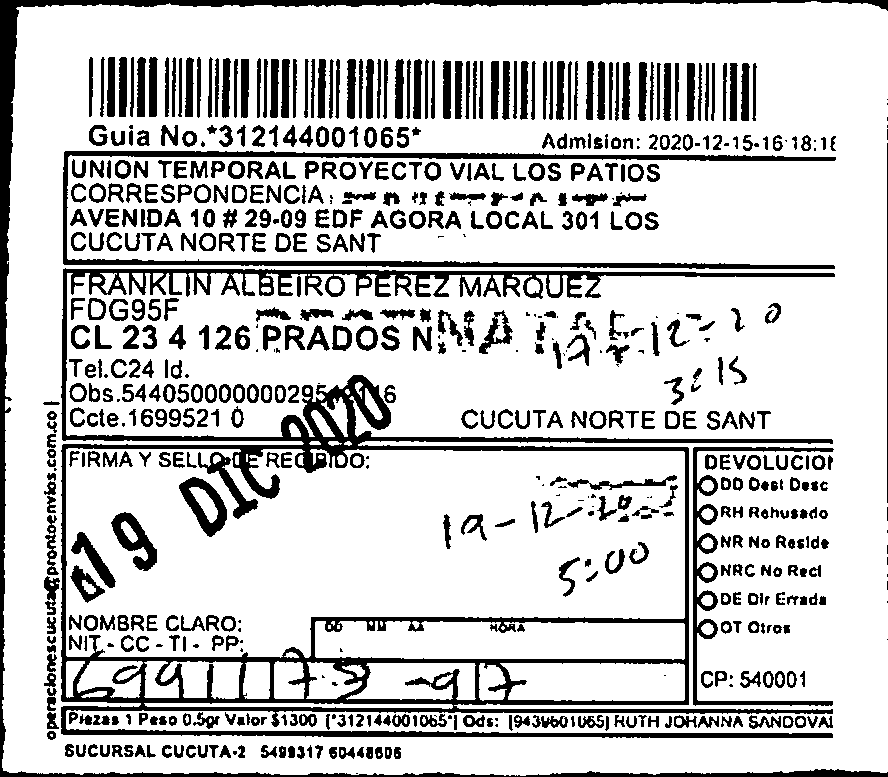 Guia No.*312144001065*
Admision: 2020-12-15-16:18:18
UNION TEMPORAL PROYECTO VIAL LOS PATIOS
CORRESPONDENCIA:
AVENIDA 10 # 29-09 EDF AGORA LOCAL 301 LOS
CUCUTA NORTE DE SANT
FRANKLIN ALBEIRO PEREZ MARQUEZ
FDG95F
CL 23 4 126 PRADOS N
19-12-20
3:15
Tel.C24 Id.
Ccte.1699521 0
CUCUTA NORTE DE SANT
FIRMA Y SELLO DE RECIBIDO:
19 DIC 2020
19-12-20
5:00
NOMBRE CLARO:
NIT - CC - TI - PP:
DD MM AA HORA
DEVOLUCION
DD Dest Desc
RH Rehusado
NR No Reside
NRC No Recl
DE Dir Errada
OT Otros
CP: 540001
operacionescucuta@prontoenvios.com.co
Piezas 1 Peso 0.5gr Valor $1300 [*312144001065*] Ods: [9439601065] RUTH JOHANNA SANDOVAL
SUCURSAL CUCUTA-2 5499317 60448606